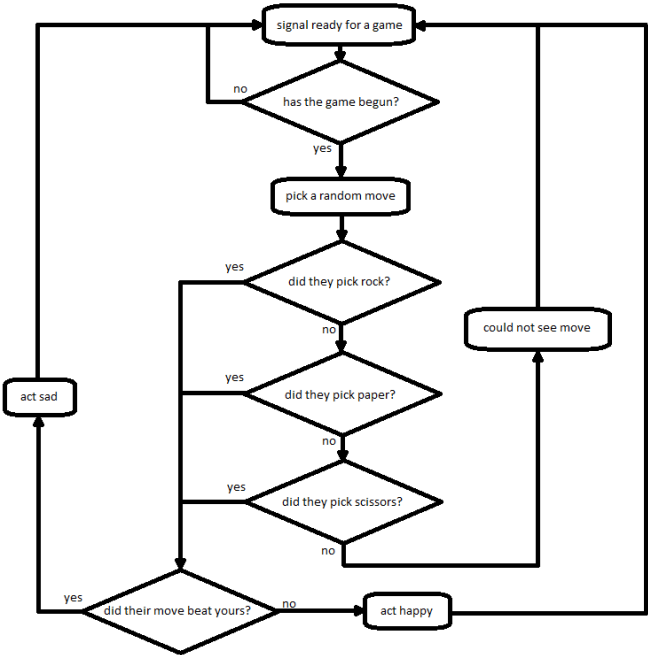 signal ready for a game
no
has the game begun?
yes
pick a random move
yes
did they pick rock?
no
could not see move
yes
did they pick paper?
act sad
no
yes
did they pick scissors?
no
yes
did their move beat yours?
no
act happy